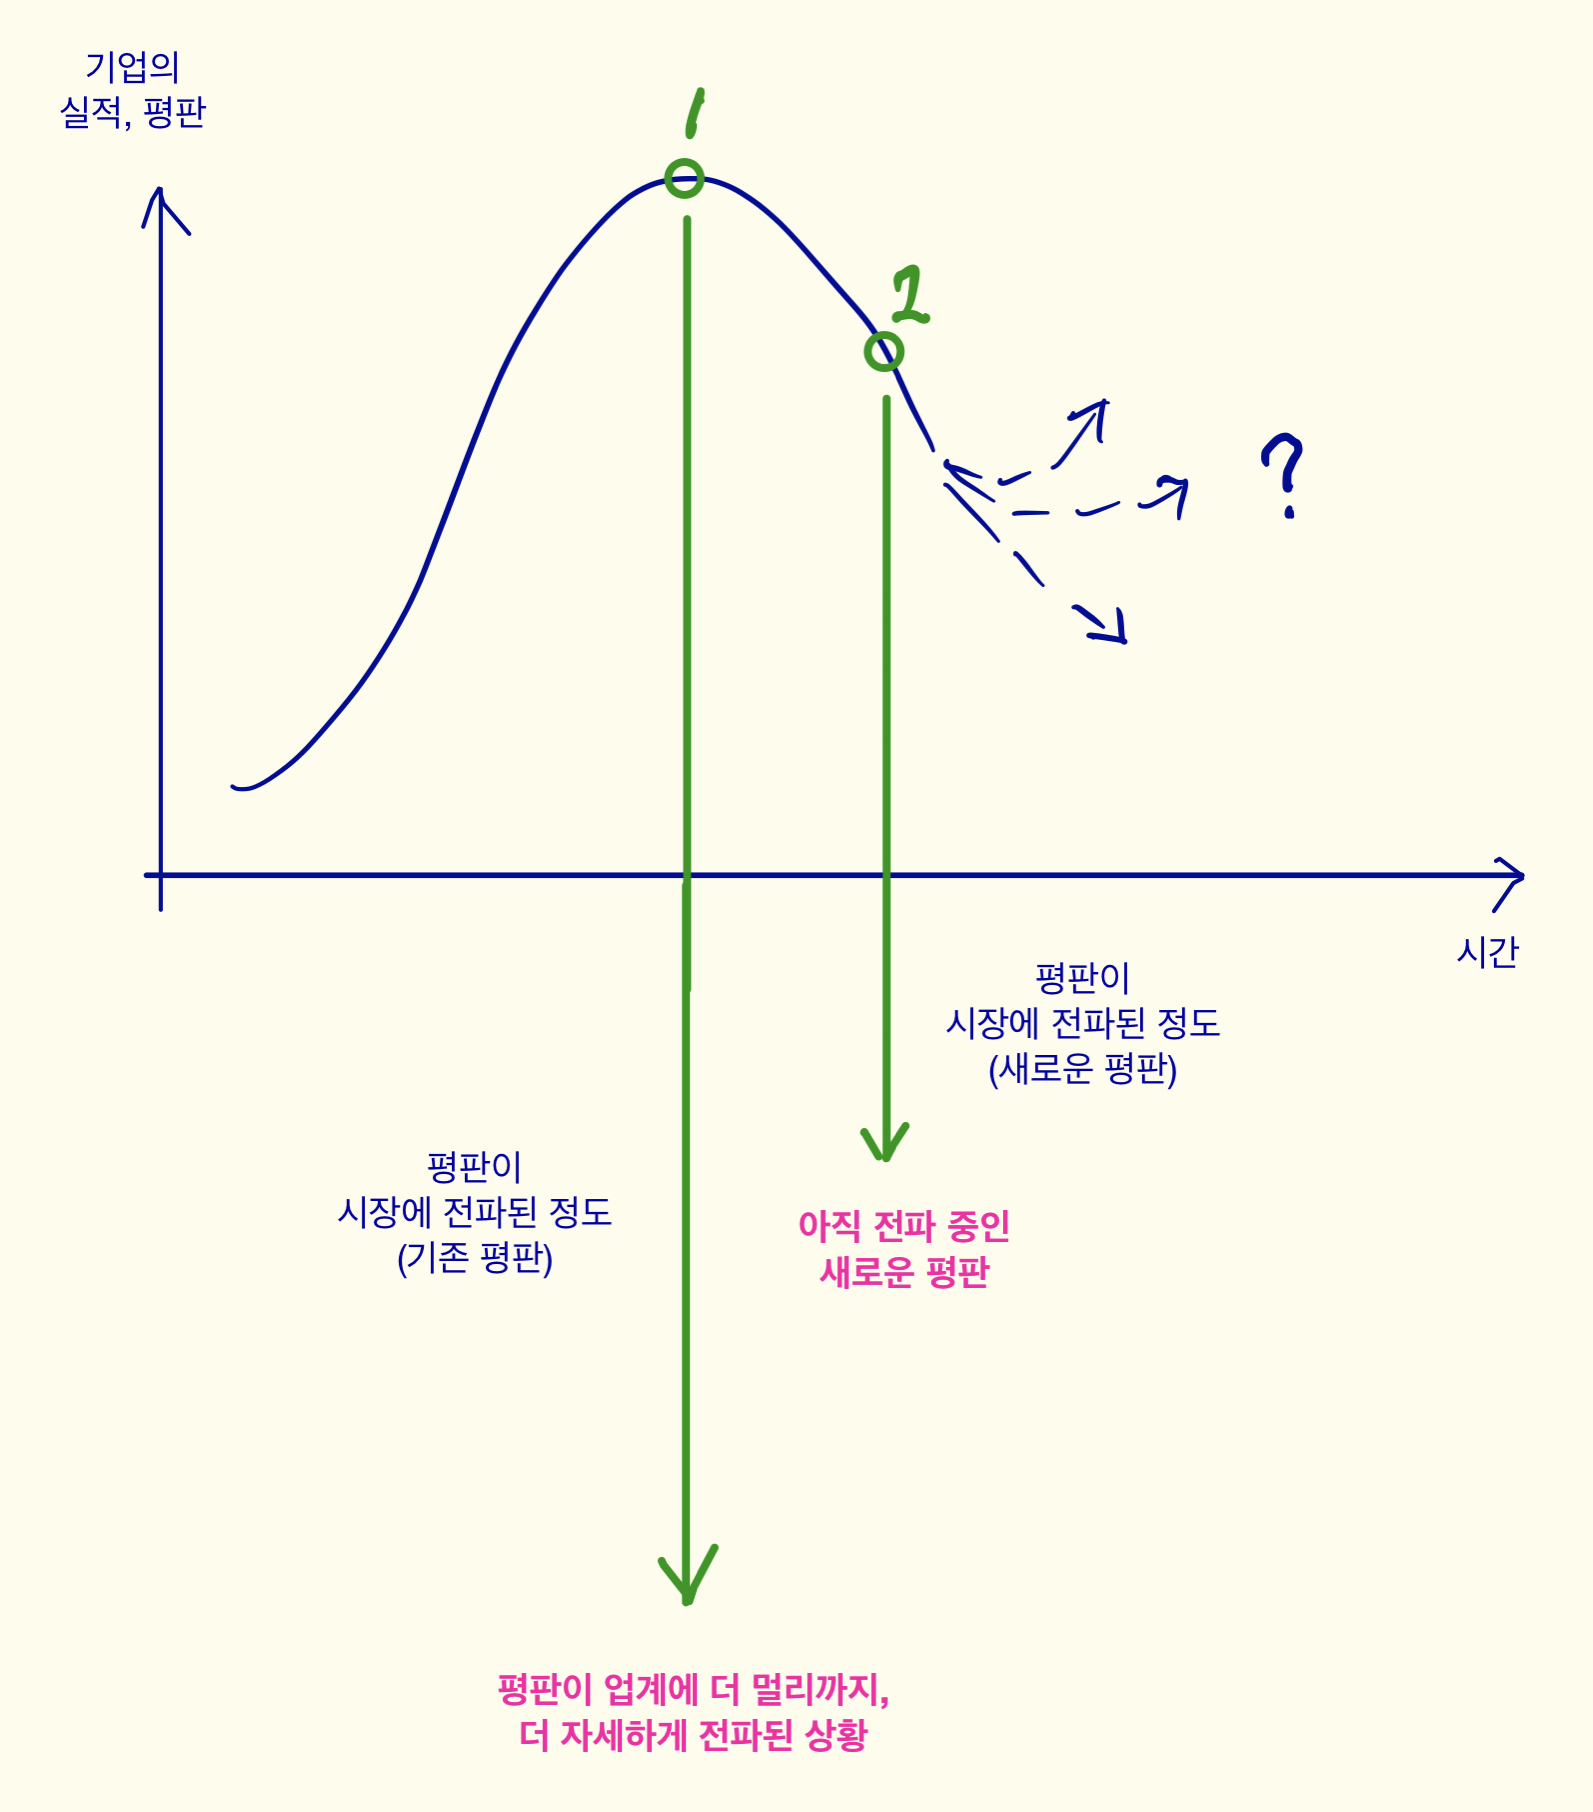 기업의
실적, 평판
1
2
?
시간
평판이
시장에 전파된 정도
(새로운 평판)
평판이
시장에 전파된 정도
(기존 평판)
아직 전파 중인
새로운 평판
평판이 업계에 더 멀리까지,
더 자세하게 전파된 상황